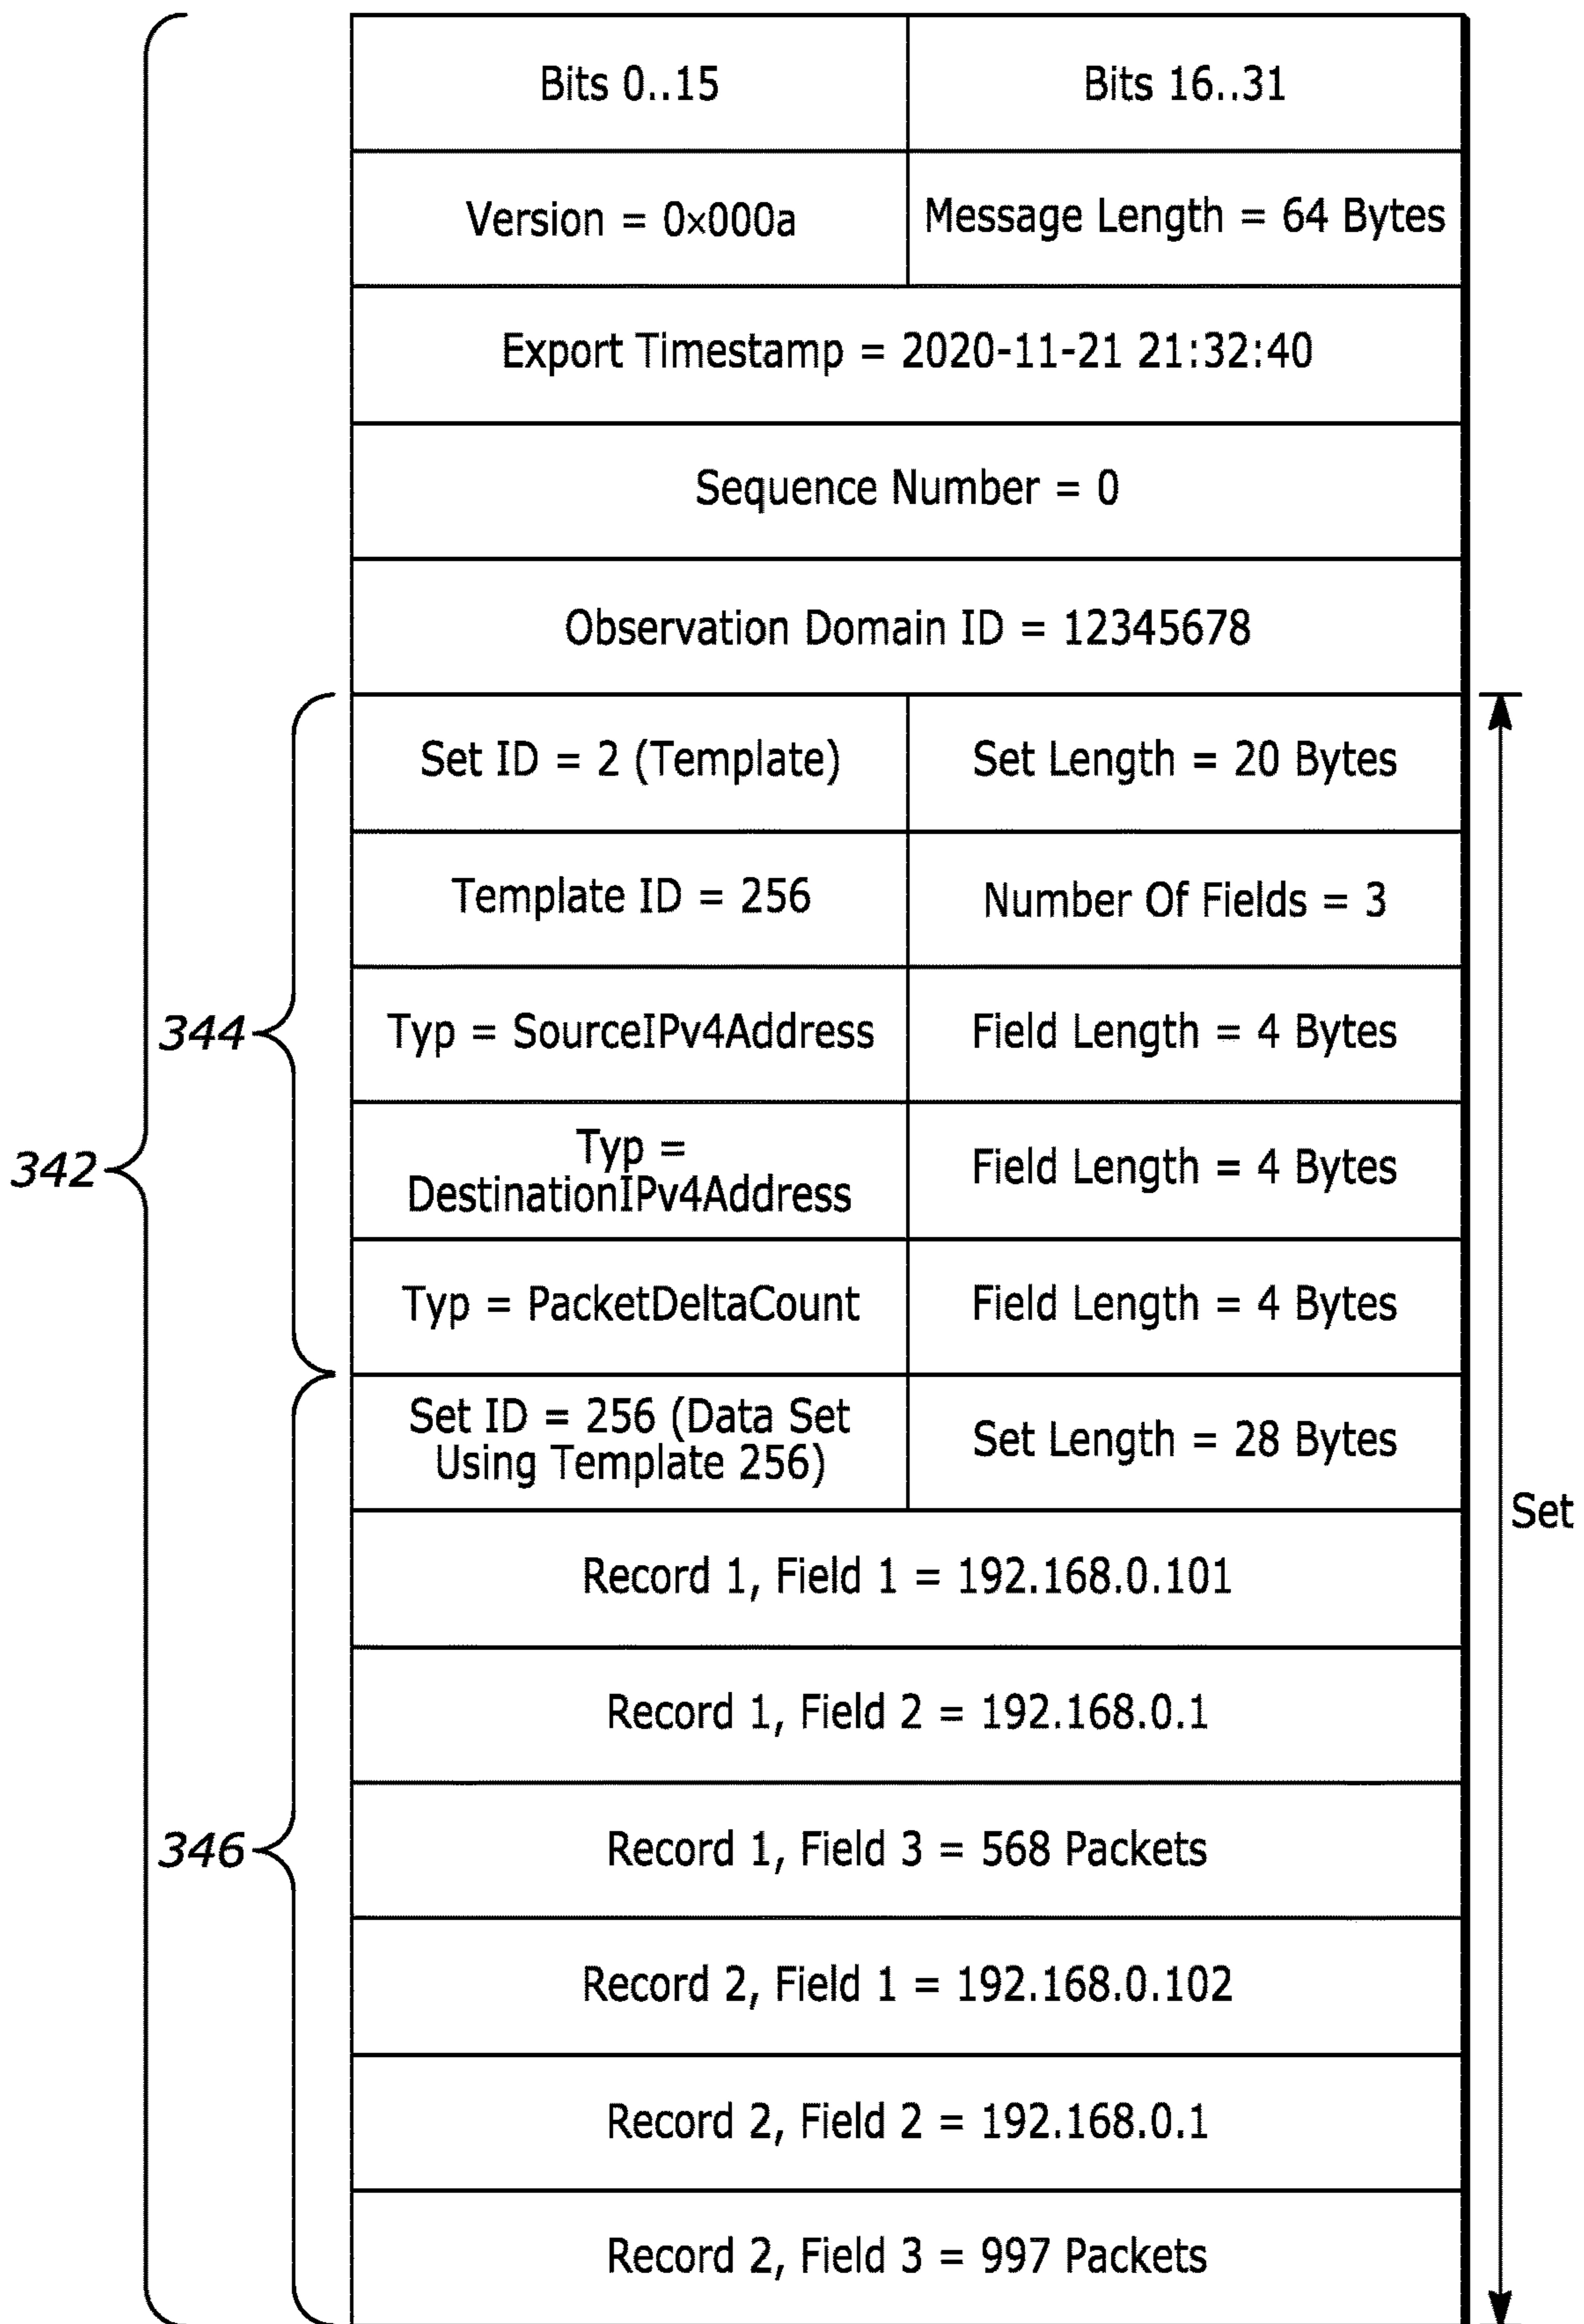 Bits 0..15
Bits 16..31
Version = 0×000a
Message Length = 64 Bytes
Export Timestamp = 2020-11-21 21:32:40
Sequence Number = 0
Observation Domain ID = 12345678
Set ID = 2 (Template)
Set Length = 20 Bytes
Template ID = 256
Number Of Fields = 3
344
Typ = SourceIPv4Address
Field Length = 4 Bytes
342
Typ =
DestinationIPv4Address
Field Length = 4 Bytes
Typ = PacketDeltaCount
Field Length = 4 Bytes
Set ID = 256 (Data Set
Using Template 256)
Set Length = 28 Bytes
Set
Record 1, Field 1 = 192.168.0.101
Record 1, Field 2 = 192.168.0.1
346
Record 1, Field 3 = 568 Packets
Record 2, Field 1 = 192.168.0.102
Record 2, Field 2 = 192.168.0.1
Record 2, Field 3 = 997 Packets